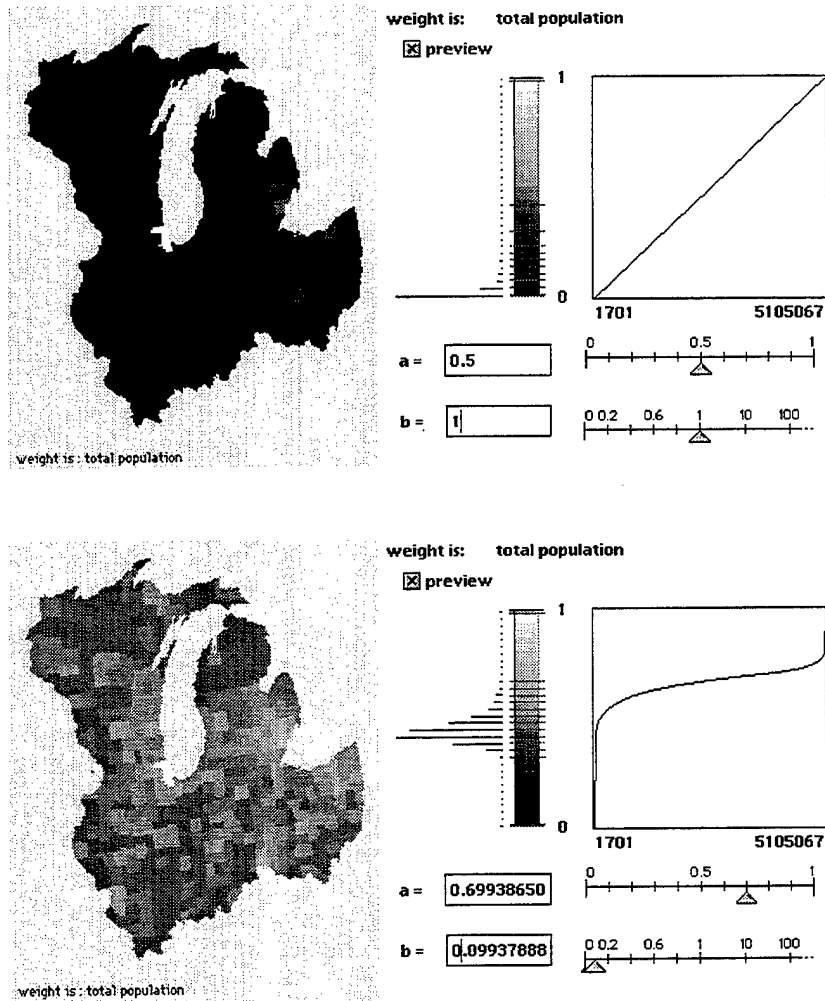 weight is: total population
preview
1
0
1701 5105067
a = 0.5
0 0.5 1
b = 1
0 0.2 0.6 1 10 100
weight is: total population
weight is: total population
preview
1
0
1701 5105067
a = 0.69938650
0 0.5 1
b = 0.09937888
0 0.2 0.6 1 10 100
weight is: total population